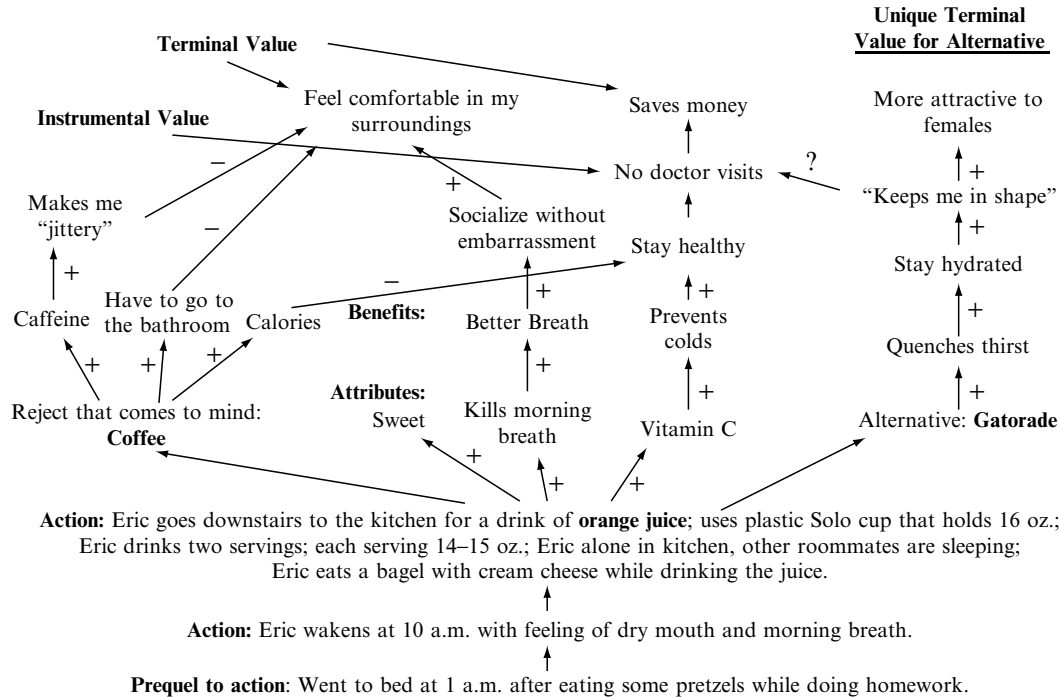 Unique Terminal
Value for Alternative
Terminal Value
Feel comfortable in my
surroundings
Saves money
More attractive to
females
Instrumental Value
−
+
?
+
No doctor visits
“Keeps me in shape”
Makes me
“jittery”
−
Socialize without
embarrassment
+
Stay healthy
Stay hydrated
+
−
Have to go to
the bathroom
Caffeine
Calories
Benefits:
+
Better Breath
+
Prevents
colds
+
Quenches thirst
+
+
+
+
+
+
Reject that comes to mind:
Coffee
Attributes:
Sweet
Kills morning
breath
Vitamin C
Alternative: Gatorade
+
+
+
Action: Eric goes downstairs to the kitchen for a drink of orange juice; uses plastic Solo cup that holds 16 oz.;
Eric drinks two servings; each serving 14–15 oz.; Eric alone in kitchen, other roommates are sleeping;
Eric eats a bagel with cream cheese while drinking the juice.
Action: Eric wakens at 10 a.m. with feeling of dry mouth and morning breath.
Prequel to action: Went to bed at 1 a.m. after eating some pretzels while doing homework.